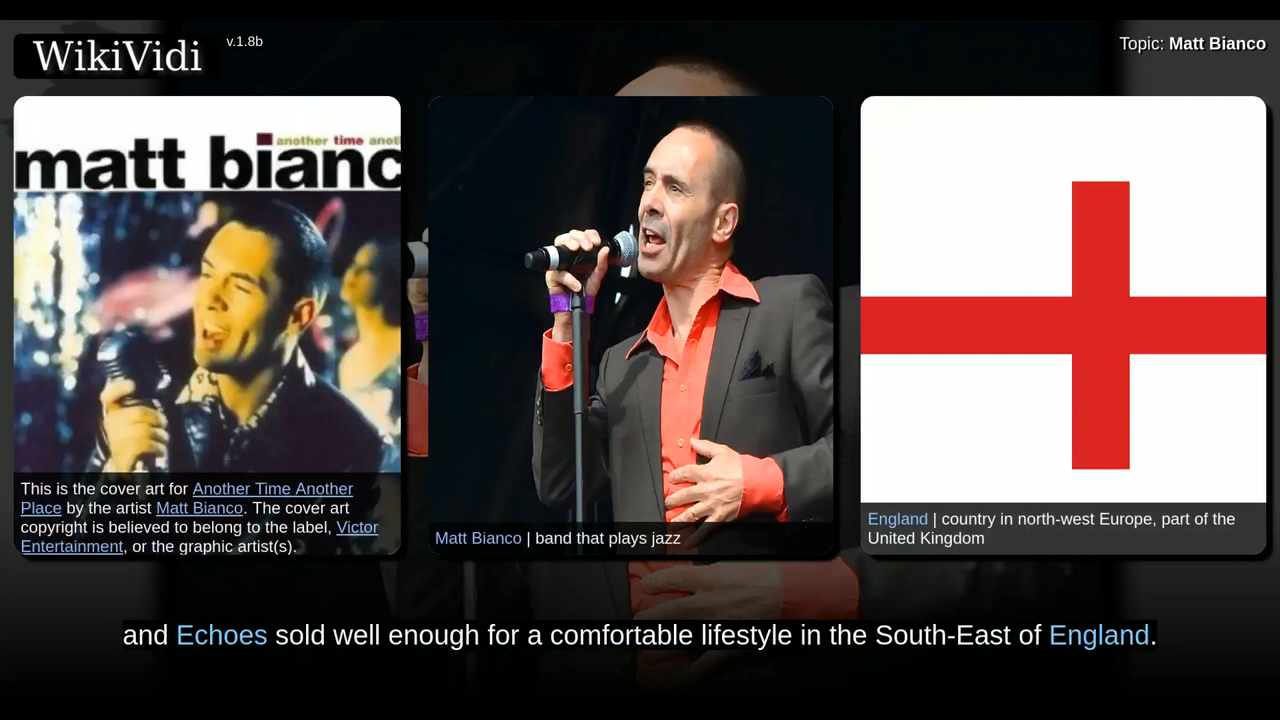 WikiVidi
v.1.8b
Topic: Matt Bianco
another time anot
matt bianc
This is the cover art for Another Time Another
Place by the artist Matt Bianco. The cover art
copyright is believed to belong to the label, Victor
Entertainment, or the graphic artist(s).
Matt Bianco | band that plays jazz
England | country in north-west Europe, part of the
United Kingdom
and Echoes sold well enough for a comfortable lifestyle in the South-East of England.